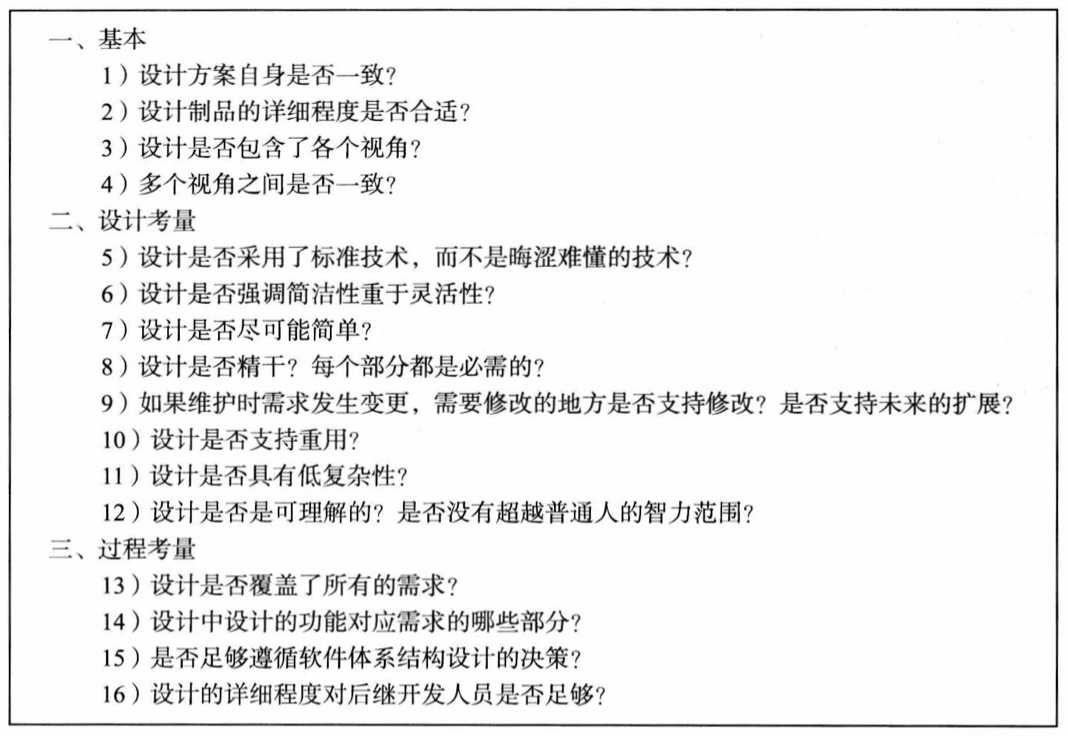 一、基本
1）设计方案自身是否一致？
2）设计制品的详细程度是否合适？
3）设计是否包含了各个视角？
4）多个视角之间是否一致？
二、设计考量
5）设计是否采用了标准技术，而不是晦涩难懂的技术？
6）设计是否强调简洁性重于灵活性？
7）设计是否尽可能简单？
8）设计是否精干？每个部分都是必需的？
9）如果维护时需求发生变更，需要修改的地方是否支持修改？是否支持未来的扩展？
10）设计是否支持重用？
11）设计是否具有低复杂性？
12）设计是否是可理解的？是否没有超越普通人的智力范围？
三、过程考量
13）设计是否覆盖了所有的需求？
14）设计中设计的功能对应需求的哪些部分？
15）是否足够遵循软件体系结构设计的决策？
16）设计的详细程度对后继开发人员是否足够？